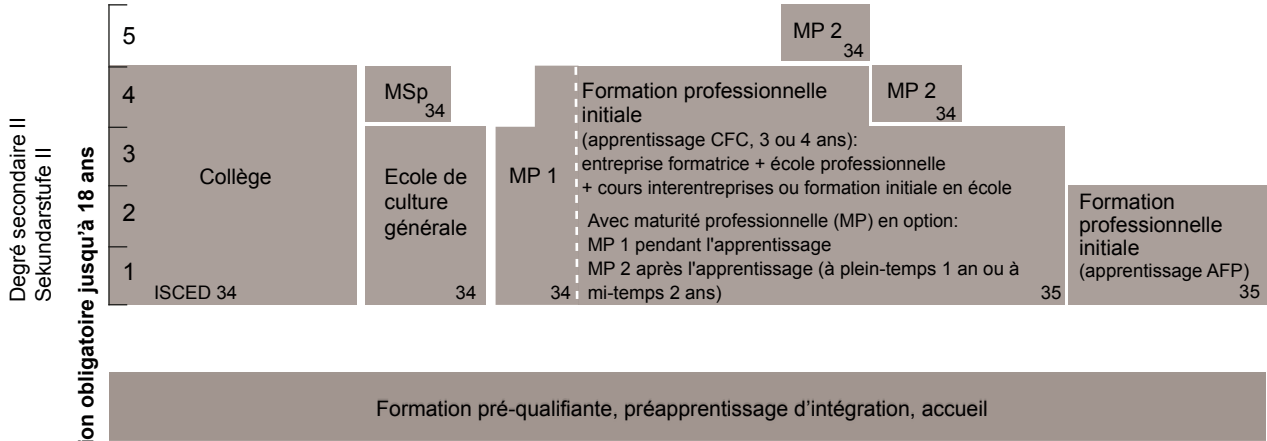 5
MP 2
34
4
MSp
34
Formation professionnelle
initiale
(apprentissage CFC, 3 ou 4 ans):
entreprise formatrice + école professionnelle
+ cours interentreprises ou formation initiale en école
Avec maturité professionnelle (MP) en option:
MP 1 pendant l'apprentissage
MP 2 après l'apprentissage (à plein-temps 1 an ou à
mi-temps 2 ans)
35
MP 2
34
3
2
1
Collège
ISCED 34
Ecole de
culture
générale
34
MP 1
34
Formation
professionnelle
initiale
(apprentissage AFP)
35
Degré secondaire II
Sekundarstufe II
obligatoire jusqu'à 18 ans
Formation pré-qualifiante, préapprentissage d’intégration, accueil